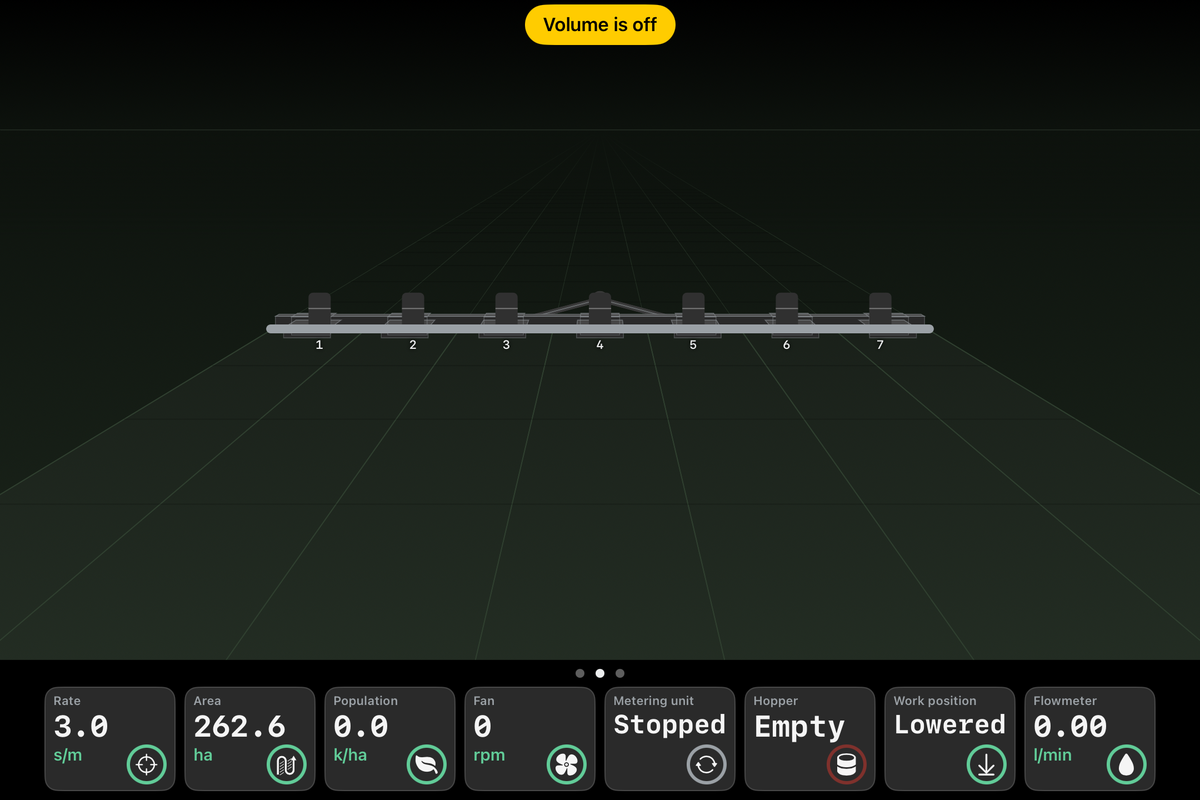 Volume is off
1 2 3 4 5 6 7
Rate
3.0
s/m
Area
262.6
ha
Population
0.0
k/ha
Fan
0
rpm
Metering unit
Stopped
Hopper
Empty
Work position
Lowered
Flowmeter
0.00
l/min